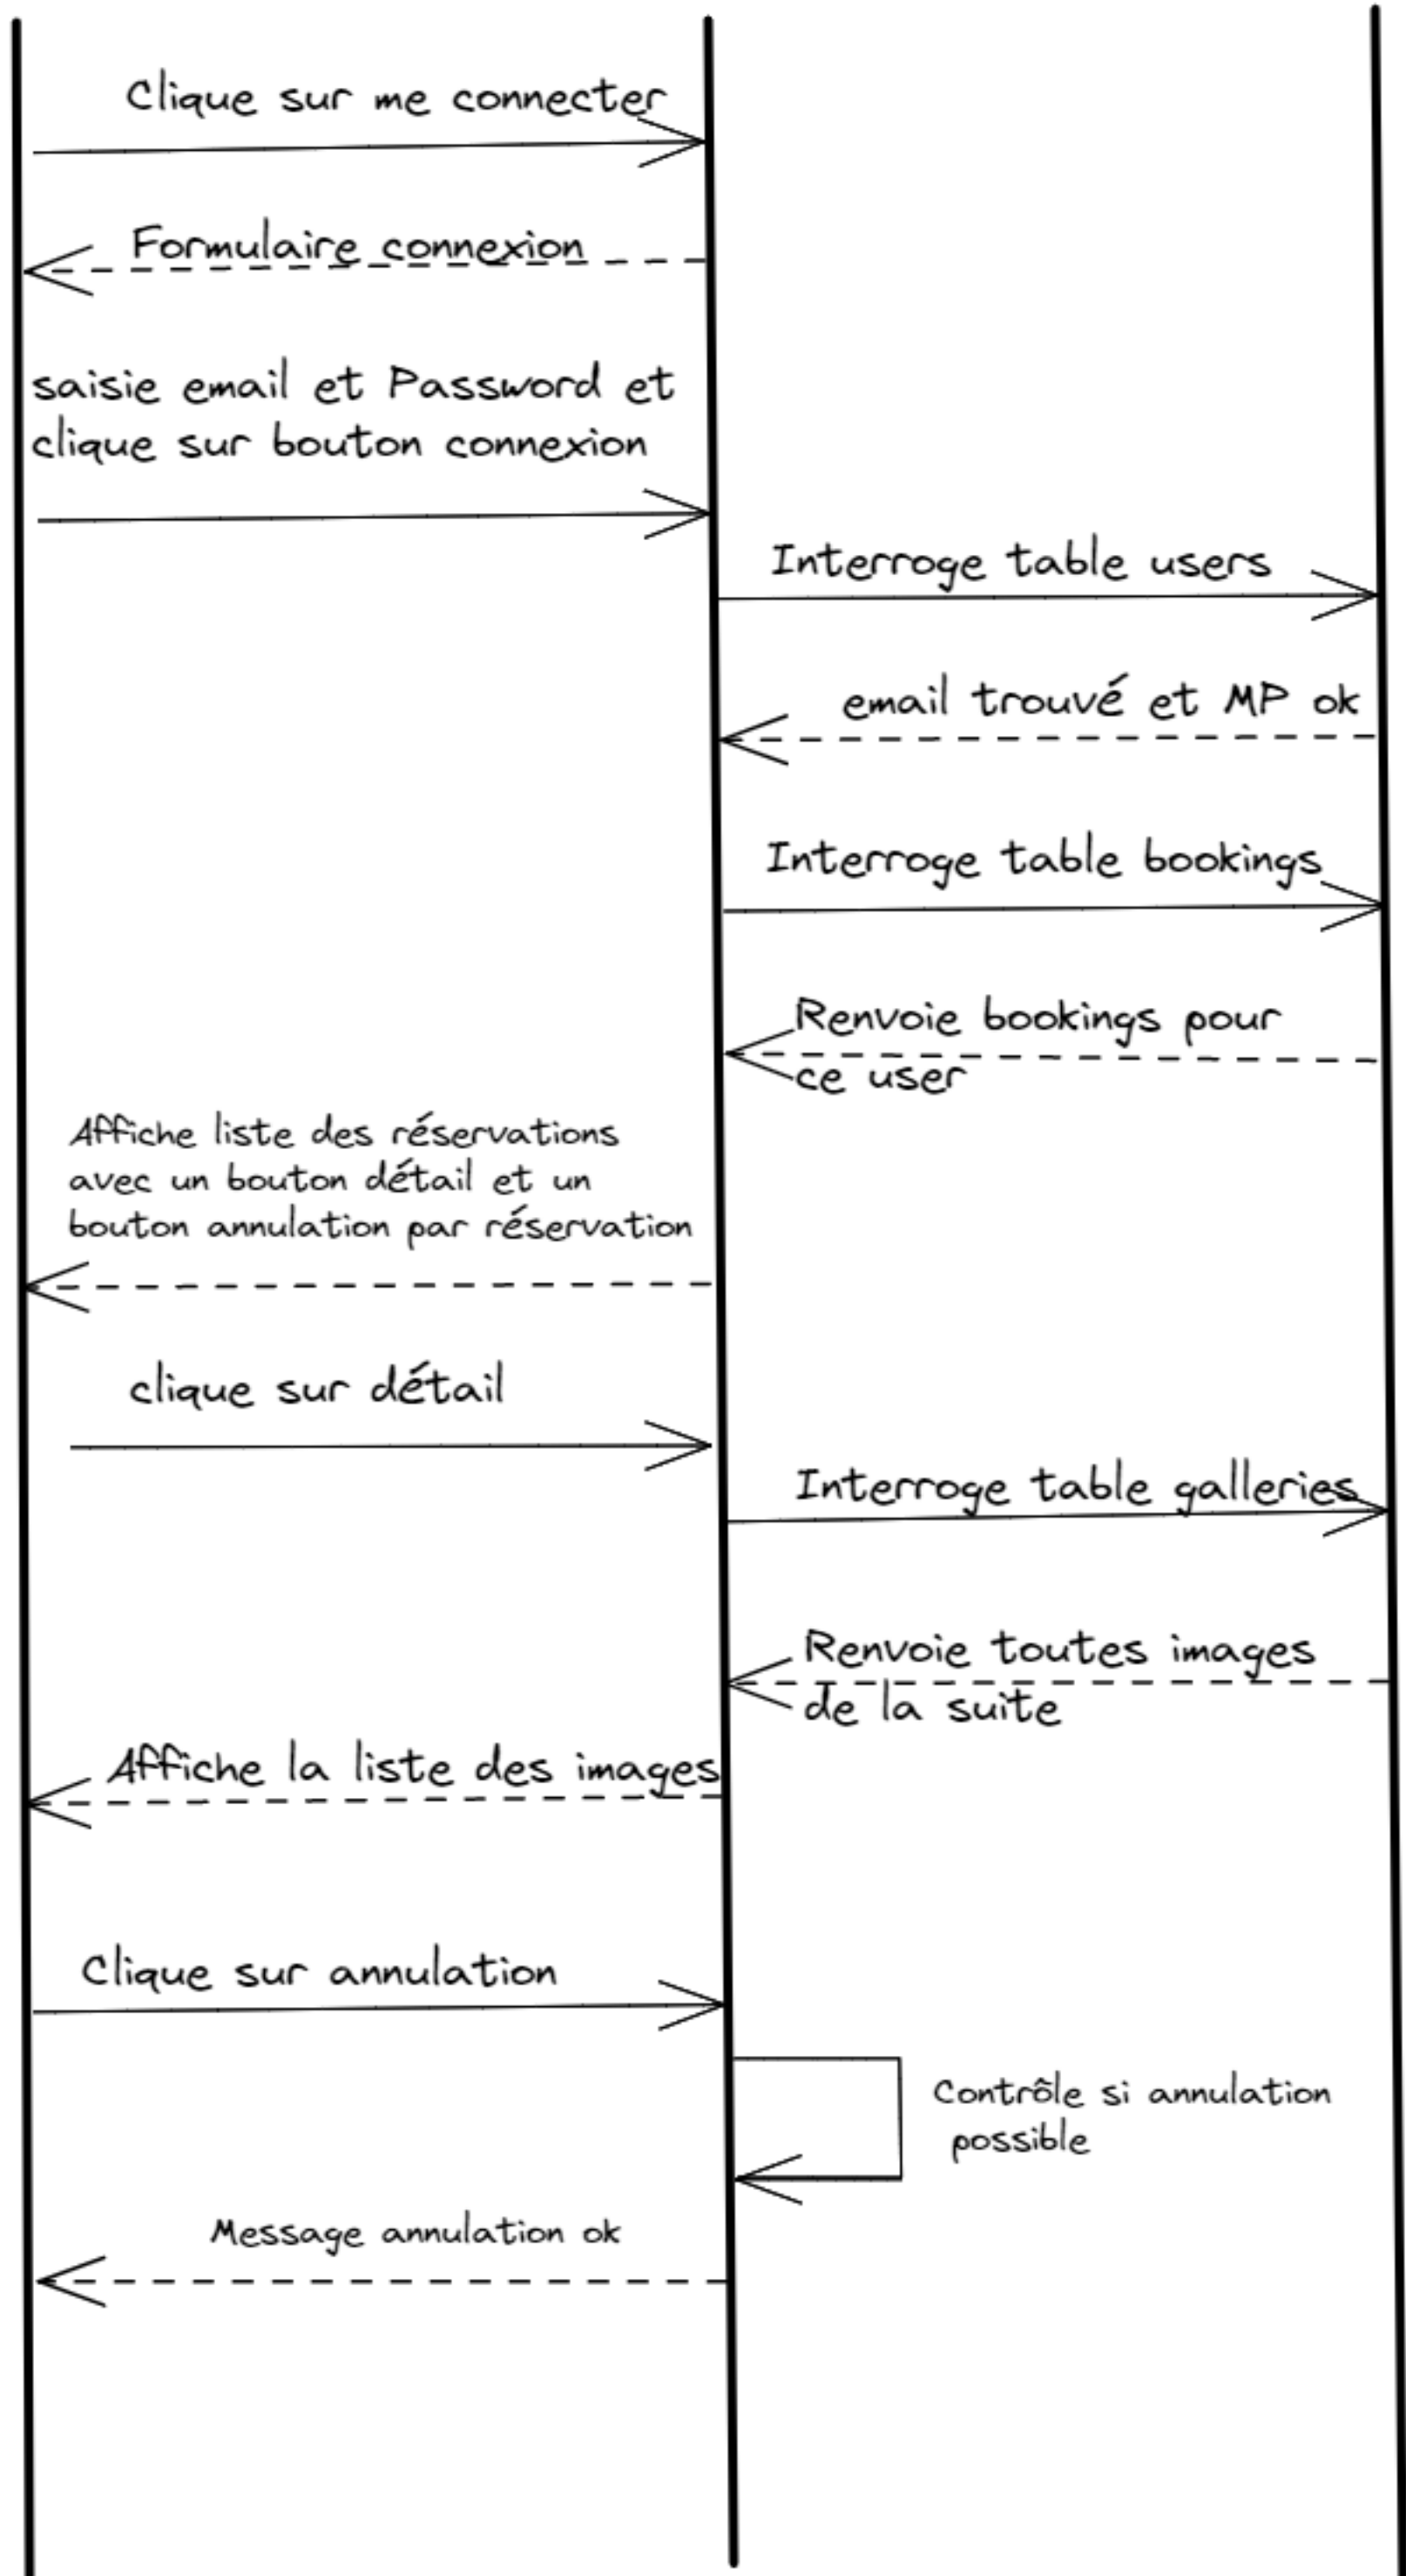 Clique sur me connecter
Formulaire connexion
saisie email et Password et
clique sur bouton connexion
Interroge table users
email trouvé et MP ok
Interroge table bookings
Renvoie bookings pour
ce user
Affiche liste des réservations
avec un bouton détail et un
bouton annulation par réservation
clique sur détail
Interroge table galleries
Renvoie toutes images
de la suite
Affiche la liste des images
Clique sur annulation
Contrôle si annulation
possible
Message annulation ok